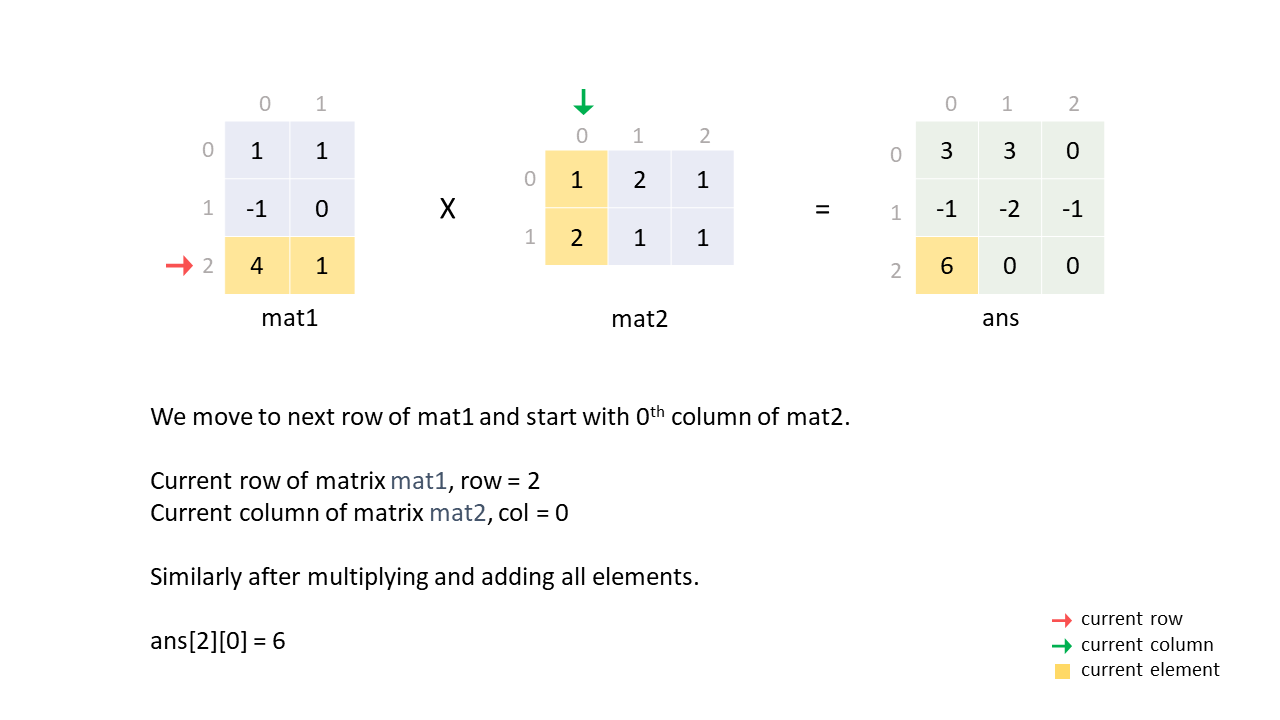 0 1
0 1 1
1 -1 0
2 4 1
mat1
X
0 1 2
0 1 2 1
1 2 1 1
mat2
=
0 1 2
0 3 3 0
1 -1 -2 -1
2 6 0 0
ans
We move to next row of mat1 and start with 0th column of mat2.
Current row of matrix mat1, row = 2
Current column of matrix mat2, col = 0
Similarly after multiplying and adding all elements.
ans[2][0] = 6
current row
current column
current element